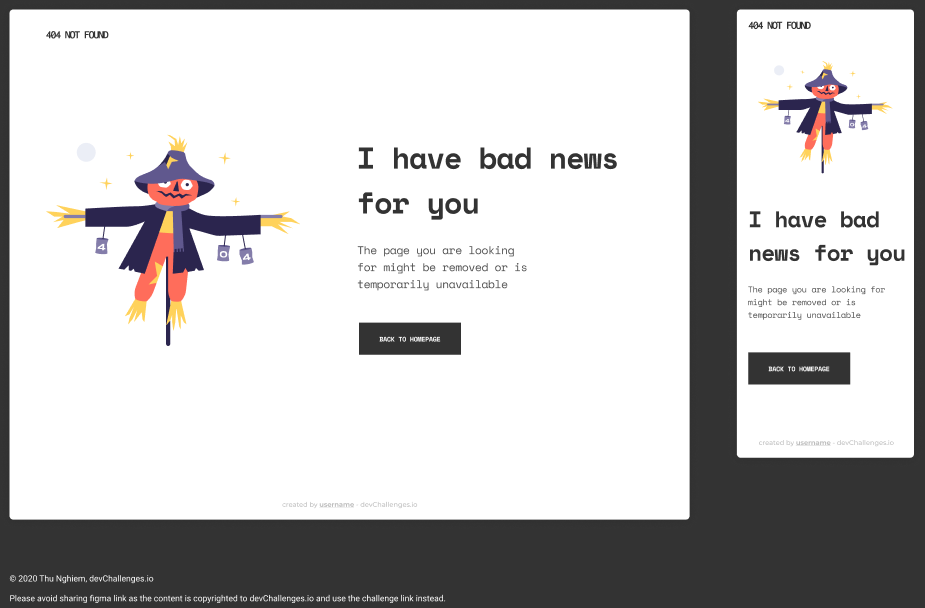 404 NOT FOUND
4
0
4
I have bad news
for you
The page you are looking
for might be removed or is
temporarily unavailable
BACK TO HOMEPAGE
created by username - devChallenges.io
404 NOT FOUND
4
0
4
I have bad
news for you
The page you are looking for
might be removed or is
temporarily unavailable
BACK TO HOMEPAGE
created by username - devChallenges.io
© 2020 Thu Nghiem, devChallenges.io
Please avoid sharing figma link as the content is copyrighted to devChallenges.io and use the challenge link instead.